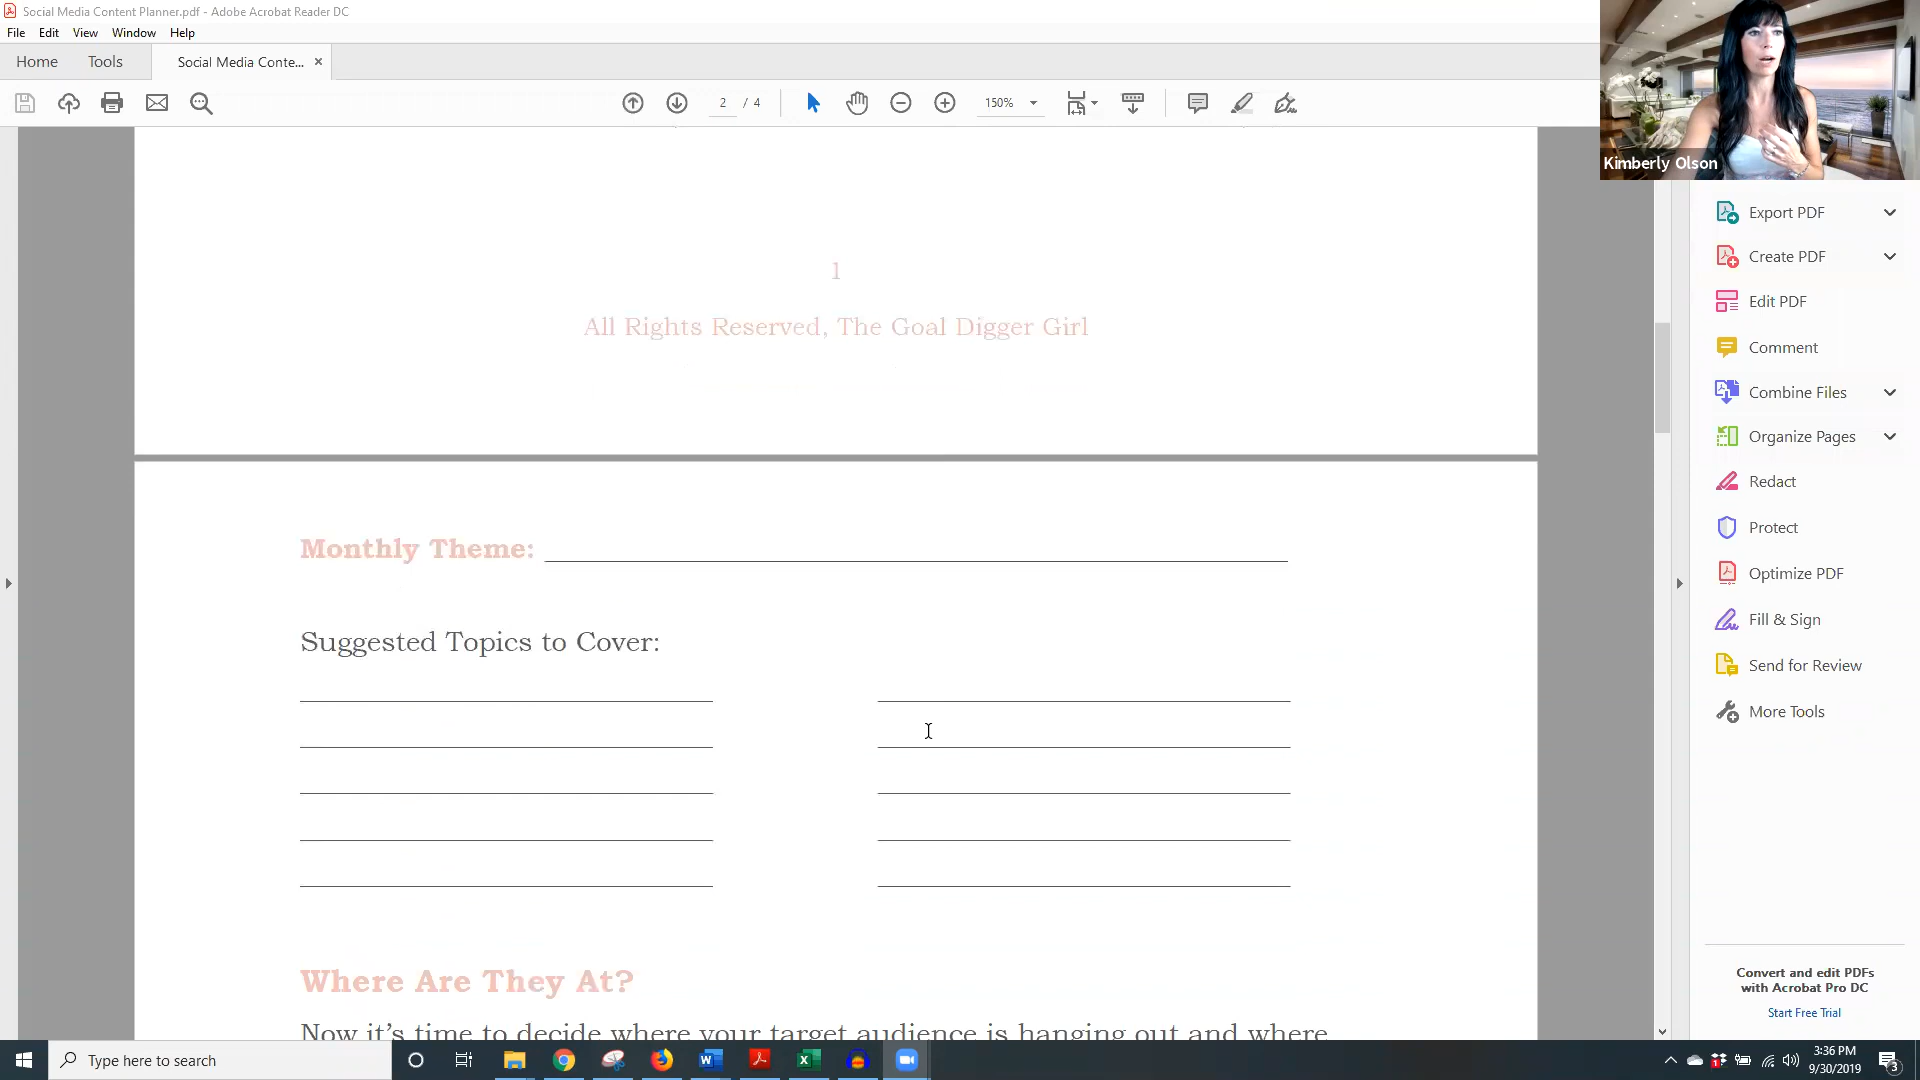 Social Media Content Planner.pdf - Adobe Acrobat Reader DC
File Edit View Window Help
Home Tools Social Media Conte... ×
2 / 4 150%
Kimberly Olson
1
All Rights Reserved, The Goal Digger Girl
Monthly Theme:
Suggested Topics to Cover:
Where Are They At?
Now it's time to decide where your target audience is hanging out and where
Export PDF
Create PDF
Edit PDF
Comment
Combine Files
Organize Pages
Redact
Protect
Optimize PDF
Fill & Sign
Send for Review
More Tools
Convert and edit PDFs
with Acrobat Pro DC
Start Free Trial
Type here to search
3:36 PM
9/30/2019
3